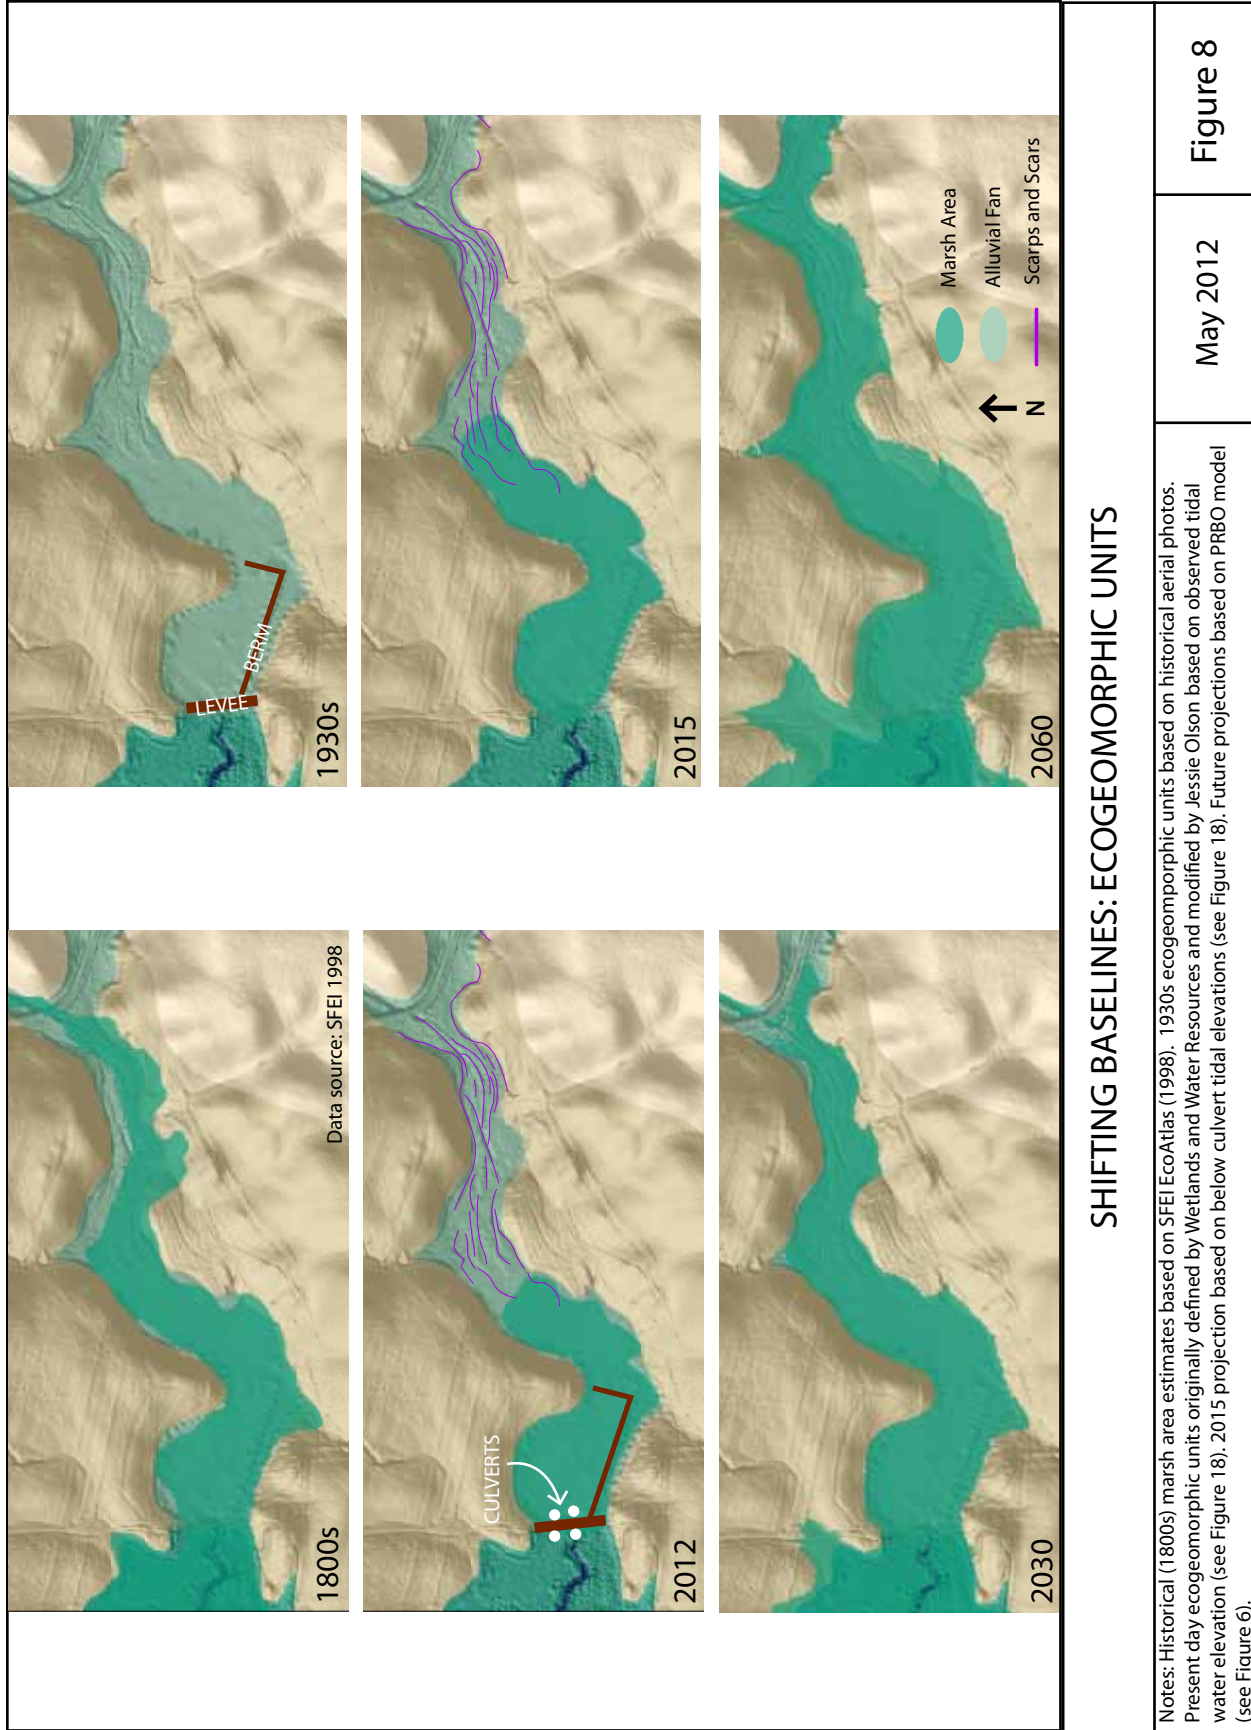 1800s
Data source: SFEI 1998
1930s
LEVEE
BERM
2012
CULVERTS
2015
2030
2060
Marsh Area
Alluvial Fan
Scarps and Scars
N
SHIFTING BASELINES: ECOGEOMORPHIC UNITS
Notes: Historical (1800s) marsh area estimates based on SFEI EcoAtlas (1998). 1930s ecogeomporphic units based on historical aerial photos.
Present day ecogeomorphic units originally defined by Wetlands and Water Resources and modified by Jessie Olson based on observed tidal
water elevation (see Figure 18). 2015 projection based on below culvert tidal elevations (see Figure 18). Future projections based on PRBO model
(see Figure 6).
May 2012
Figure 8